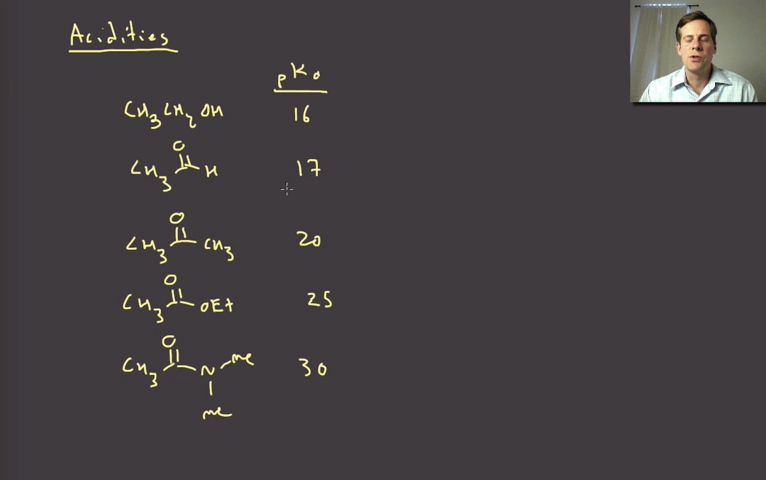 Acidities
pKa
CH3CH2OH 16
O
CH3 H 17
O
CH3 CH3 20
O
CH3 OEt 25
O
CH3 N Me 30
Me